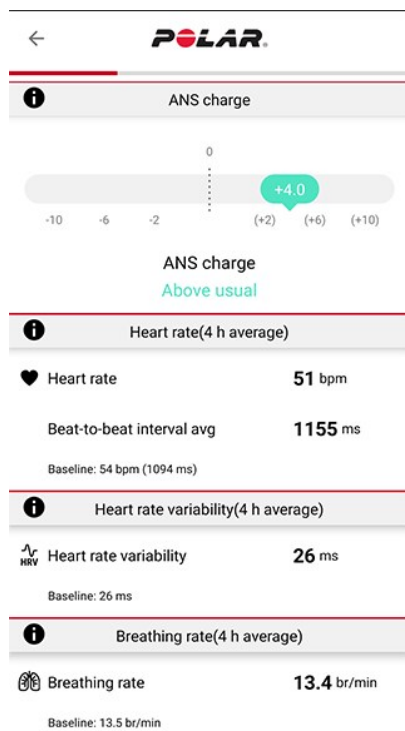 POLAR.
ANS charge
0
+4.0
-10 -6 -2 (+2) (+6) (+10)
ANS charge
Above usual
Heart rate(4 h average)
Heart rate 51 bpm
Beat-to-beat interval avg 1155 ms
Baseline: 54 bpm (1094 ms)
Heart rate variability(4 h average)
HRV Heart rate variability 26 ms
Baseline: 26 ms
Breathing rate(4 h average)
Breathing rate 13.4 br/min
Baseline: 13.5 br/min